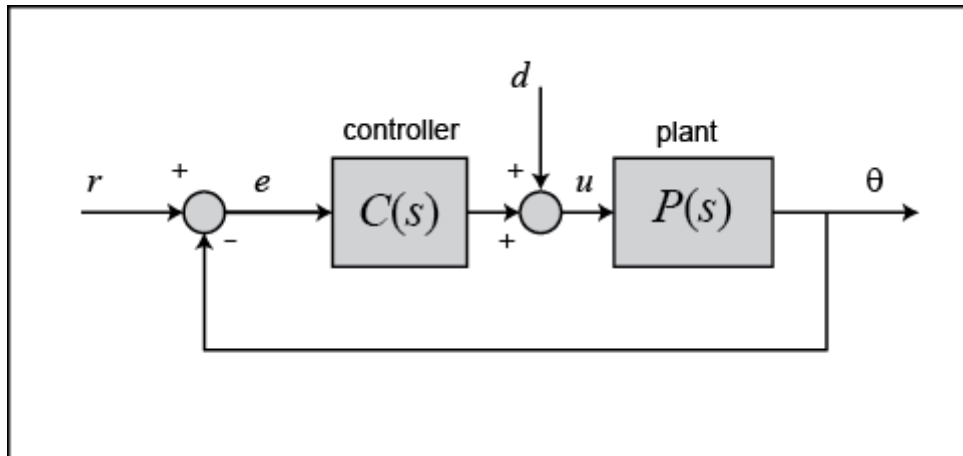 d
controller
plant
r + e C(s) + u P(s) θ
− +